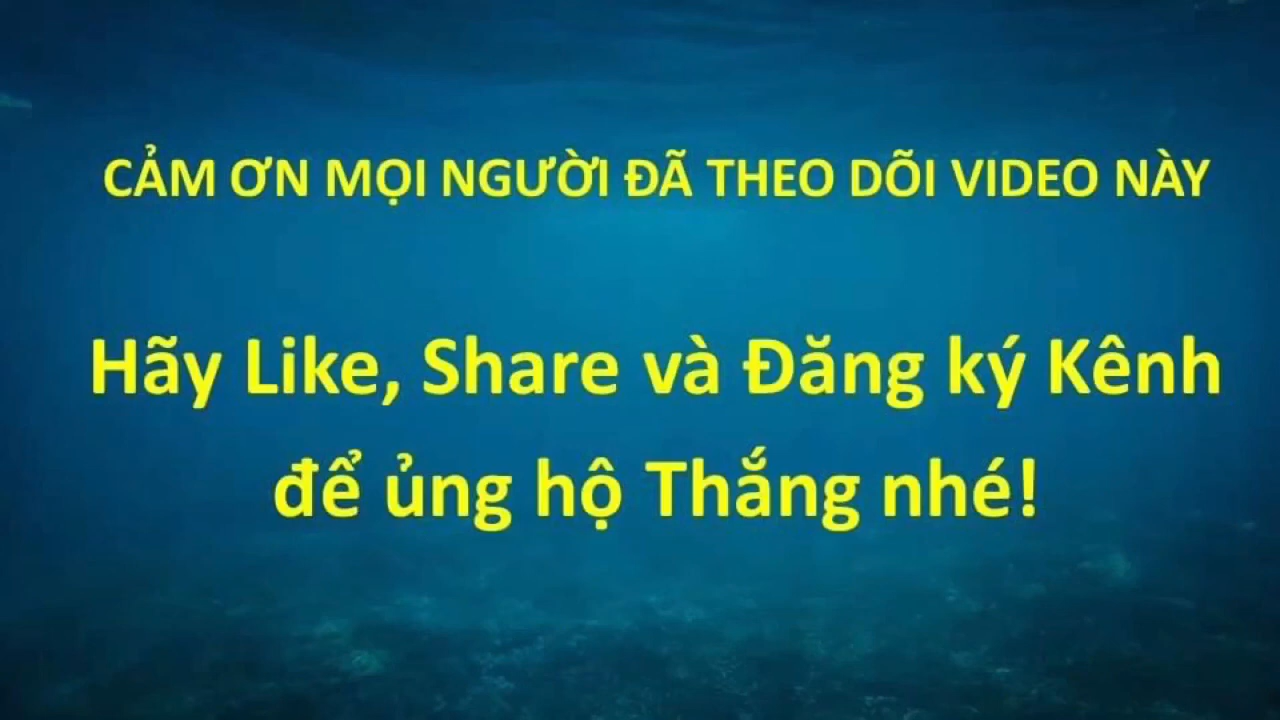 CẢM ƠN MỌI NGƯỜI ĐÃ THEO DÕI VIDEO NÀY
Hãy Like, Share và Đăng ký Kênh
để ủng hộ Thắng nhé!